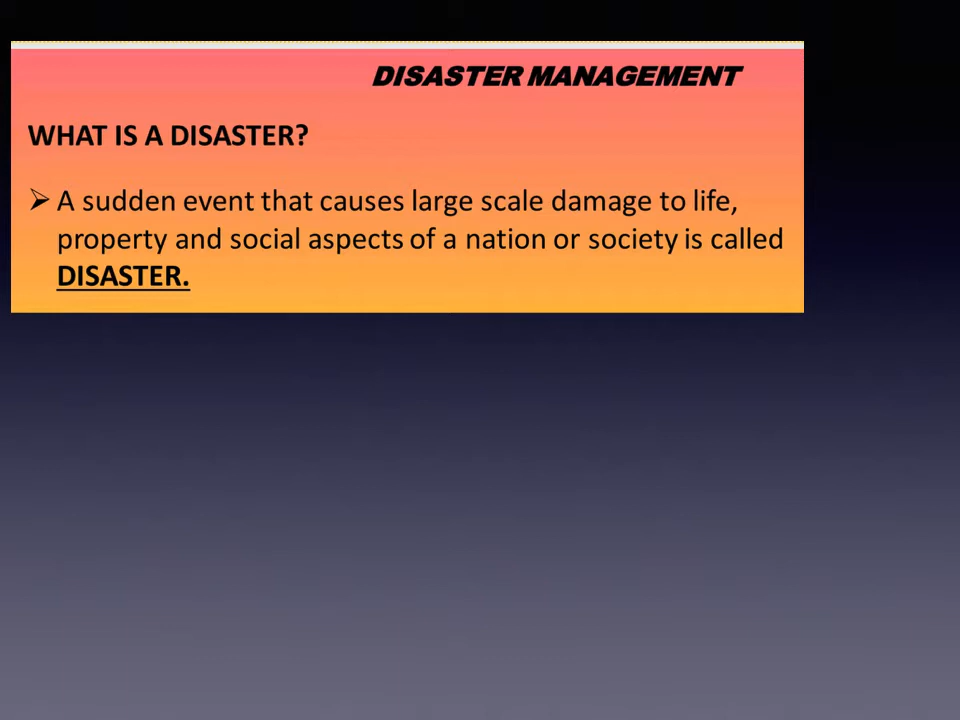 DISASTER MANAGEMENT
WHAT IS A DISASTER?
➢ A sudden event that causes large scale damage to life,
property and social aspects of a nation or society is called
DISASTER.